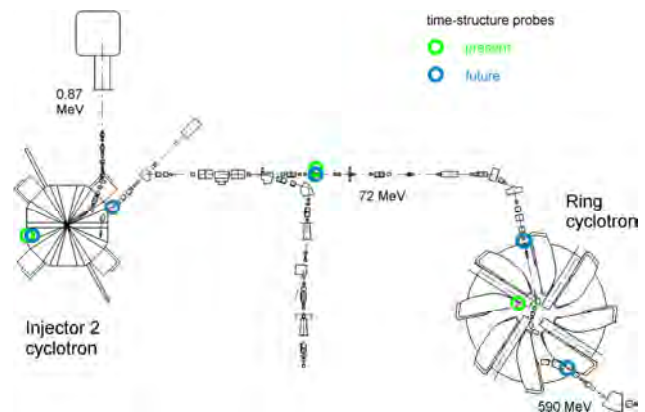 time-structure probes
present
future
0.87
MeV
72 MeV
Ring
cyclotron
Injector 2
cyclotron
590 MeV